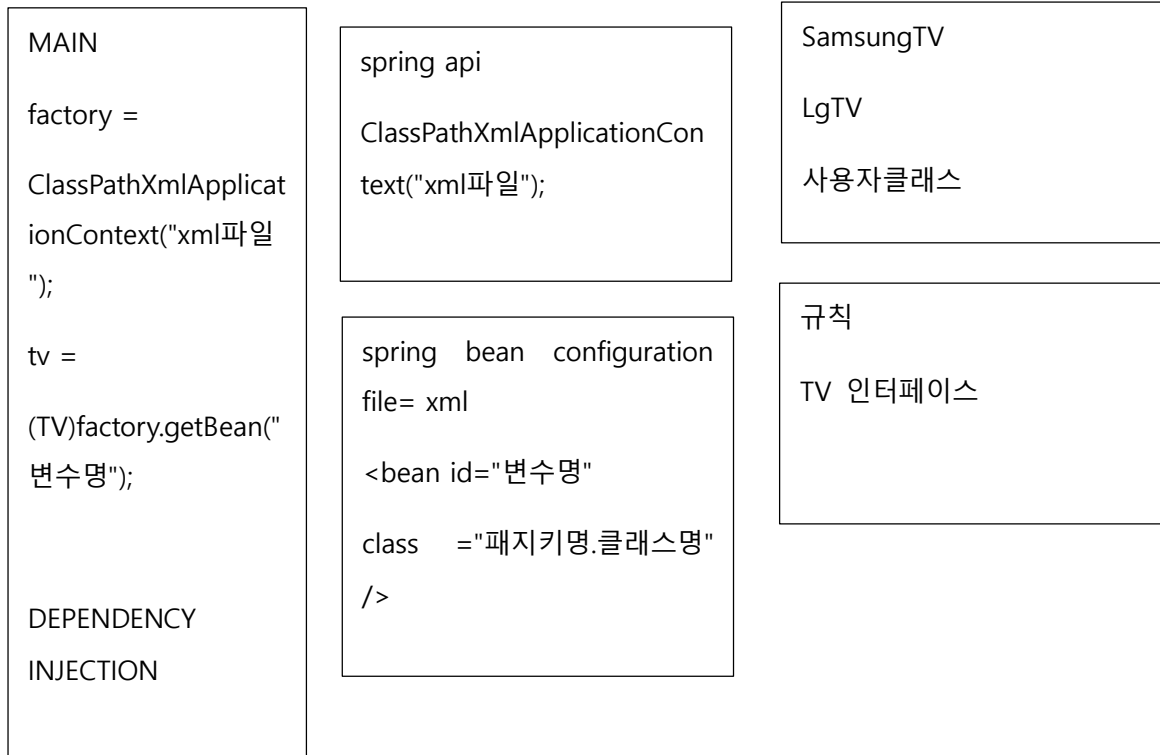 MAIN
factory =
ClassPathXmlApplicat
ionContext("xml파일
");
tv =
(TV)factory.getBean("
변수명");
DEPENDENCY
INJECTION
spring api
ClassPathXmlApplicationCon
text("xml파일");
spring bean configuration
file= xml
<bean id="변수명"
class ="패지키명.클래스명"
/>
SamsungTV
LgTV
사용자클래스
규칙
TV 인터페이스